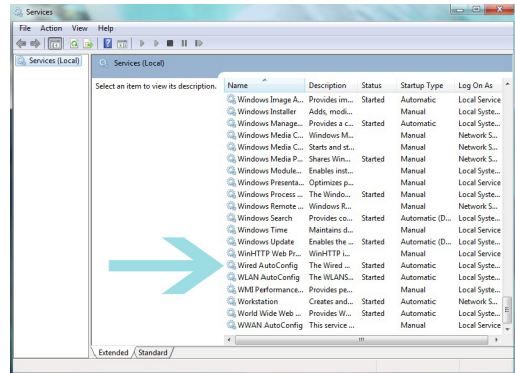 Services
File Action View Help
Services (Local)
Services (Local)
Select an item to view its description.
Name Description Status Startup Type Log On As
Windows Image A... Provides im... Started Automatic Local Service
Windows Installer Adds, modi... Manual Local Syste...
Windows Manage... Provides a c... Started Automatic Local Syste...
Windows Media C... Windows M... Manual Network S...
Windows Media C... Starts and st... Manual Network S...
Windows Media P... Shares Win... Started Manual Network S...
Windows Module... Enables inst... Manual Local Syste...
Windows Presenta... Optimizes p... Manual Local Service
Windows Process ... The Windo... Started Manual Local Syste...
Windows Remote ... Windows R... Manual Network S...
Windows Search Provides co... Started Automatic (D... Local Syste...
Windows Time Maintains d... Manual Local Service
Windows Update Enables the ... Started Automatic (D... Local Syste...
WinHTTP Web Pr... WinHTTP i... Manual Local Service
Wired AutoConfig The Wired ... Started Automatic Local Syste...
WLAN AutoConfig The WLANS... Started Automatic Local Syste...
WMI Performance... Provides pe... Manual Local Syste...
Workstation Creates and... Started Automatic Network S...
World Wide Web ... Provides W... Started Automatic Local Syste...
WWAN AutoConfig This service ... Manual Local Service
Extended Standard